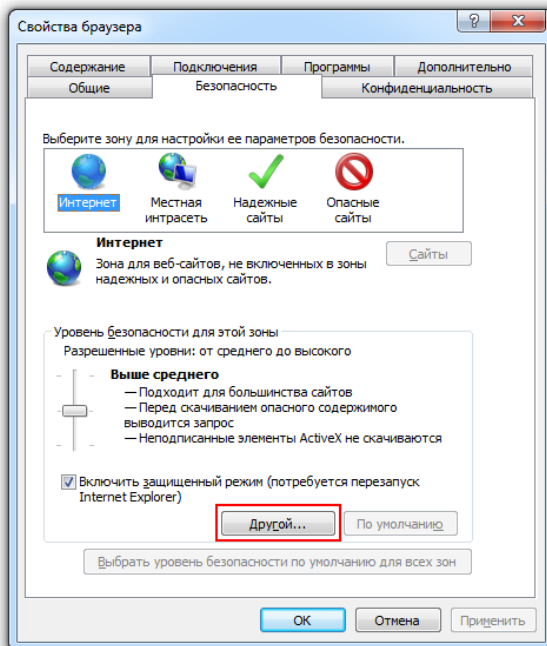 Свойства браузера
Содержание Подключения Программы Дополнительно
Общие Безопасность Конфиденциальность
Выберите зону для настройки ее параметров безопасности.
Интернет Местная интрасеть Надежные сайты Опасные сайты
Интернет
Сайты
Зона для веб-сайтов, не включенных в зоны
надежных и опасных сайтов.
Уровень безопасности для этой зоны
Разрешенные уровни: от среднего до высокого
Выше среднего
— Подходит для большинства сайтов
— Перед скачиванием опасного содержимого
выводится запрос
— Неподписанные элементы ActiveX не скачиваются
Включить защищенный режим (потребуется перезапуск
Internet Explorer)
Другой... По умолчанию
Выбрать уровень безопасности по умолчанию для всех зон
ОК Отмена Применить